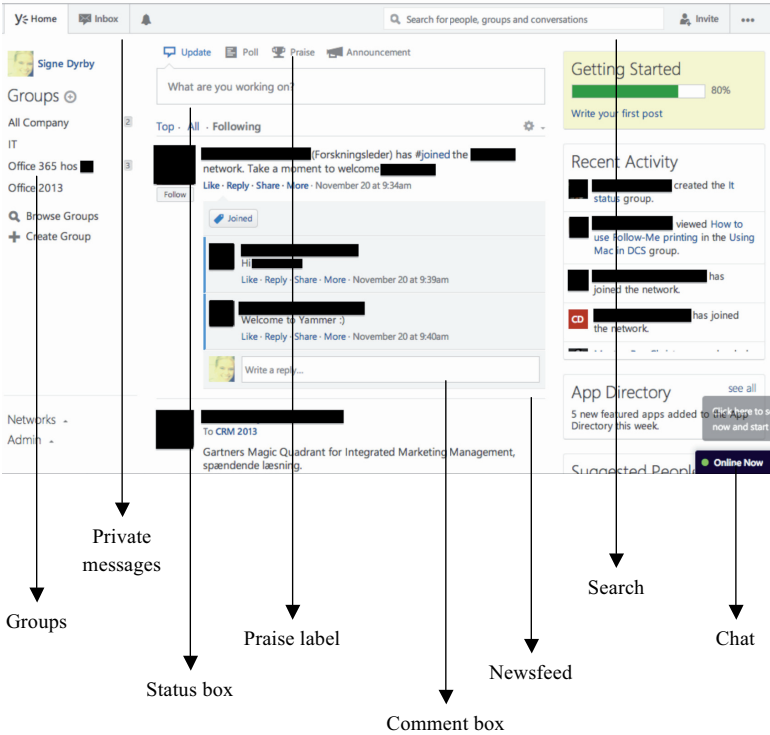 Home Inbox Search for people, groups and conversations Invite
Signe Dyrby
Groups
All Company 2
IT
Office 365 hos 3
Office 2013
Browse Groups
Create Group
Networks
Admin
Update Poll Praise Announcement
What are you working on?
Top · All · Following
(Forskningsleder) has #joined the
network. Take a moment to welcome
Like · Reply · Share · More · November 20 at 9:34am
Follow
Joined
Hi
Like · Reply · Share · More · November 20 at 9:39am
Welcome to Yammer :)
Like · Reply · Share · More · November 20 at 9:40am
Write a reply...
To CRM 2013
Gartners Magic Quadrant for Integrated Marketing Management,
spændende læsning.
Getting Started
80%
Write your first post
Recent Activity
created the It
status group.
viewed How to
use Follow-Me printing in the Using
Mac in DCS group.
has
joined the network.
CD has joined
the network.
App Directory see all
5 new featured apps added to the App
Directory this week.
Click here to s
now and start
Suggested People
Online Now
Private
messages
Search
Groups
Praise label
Chat
Newsfeed
Status box
Comment box